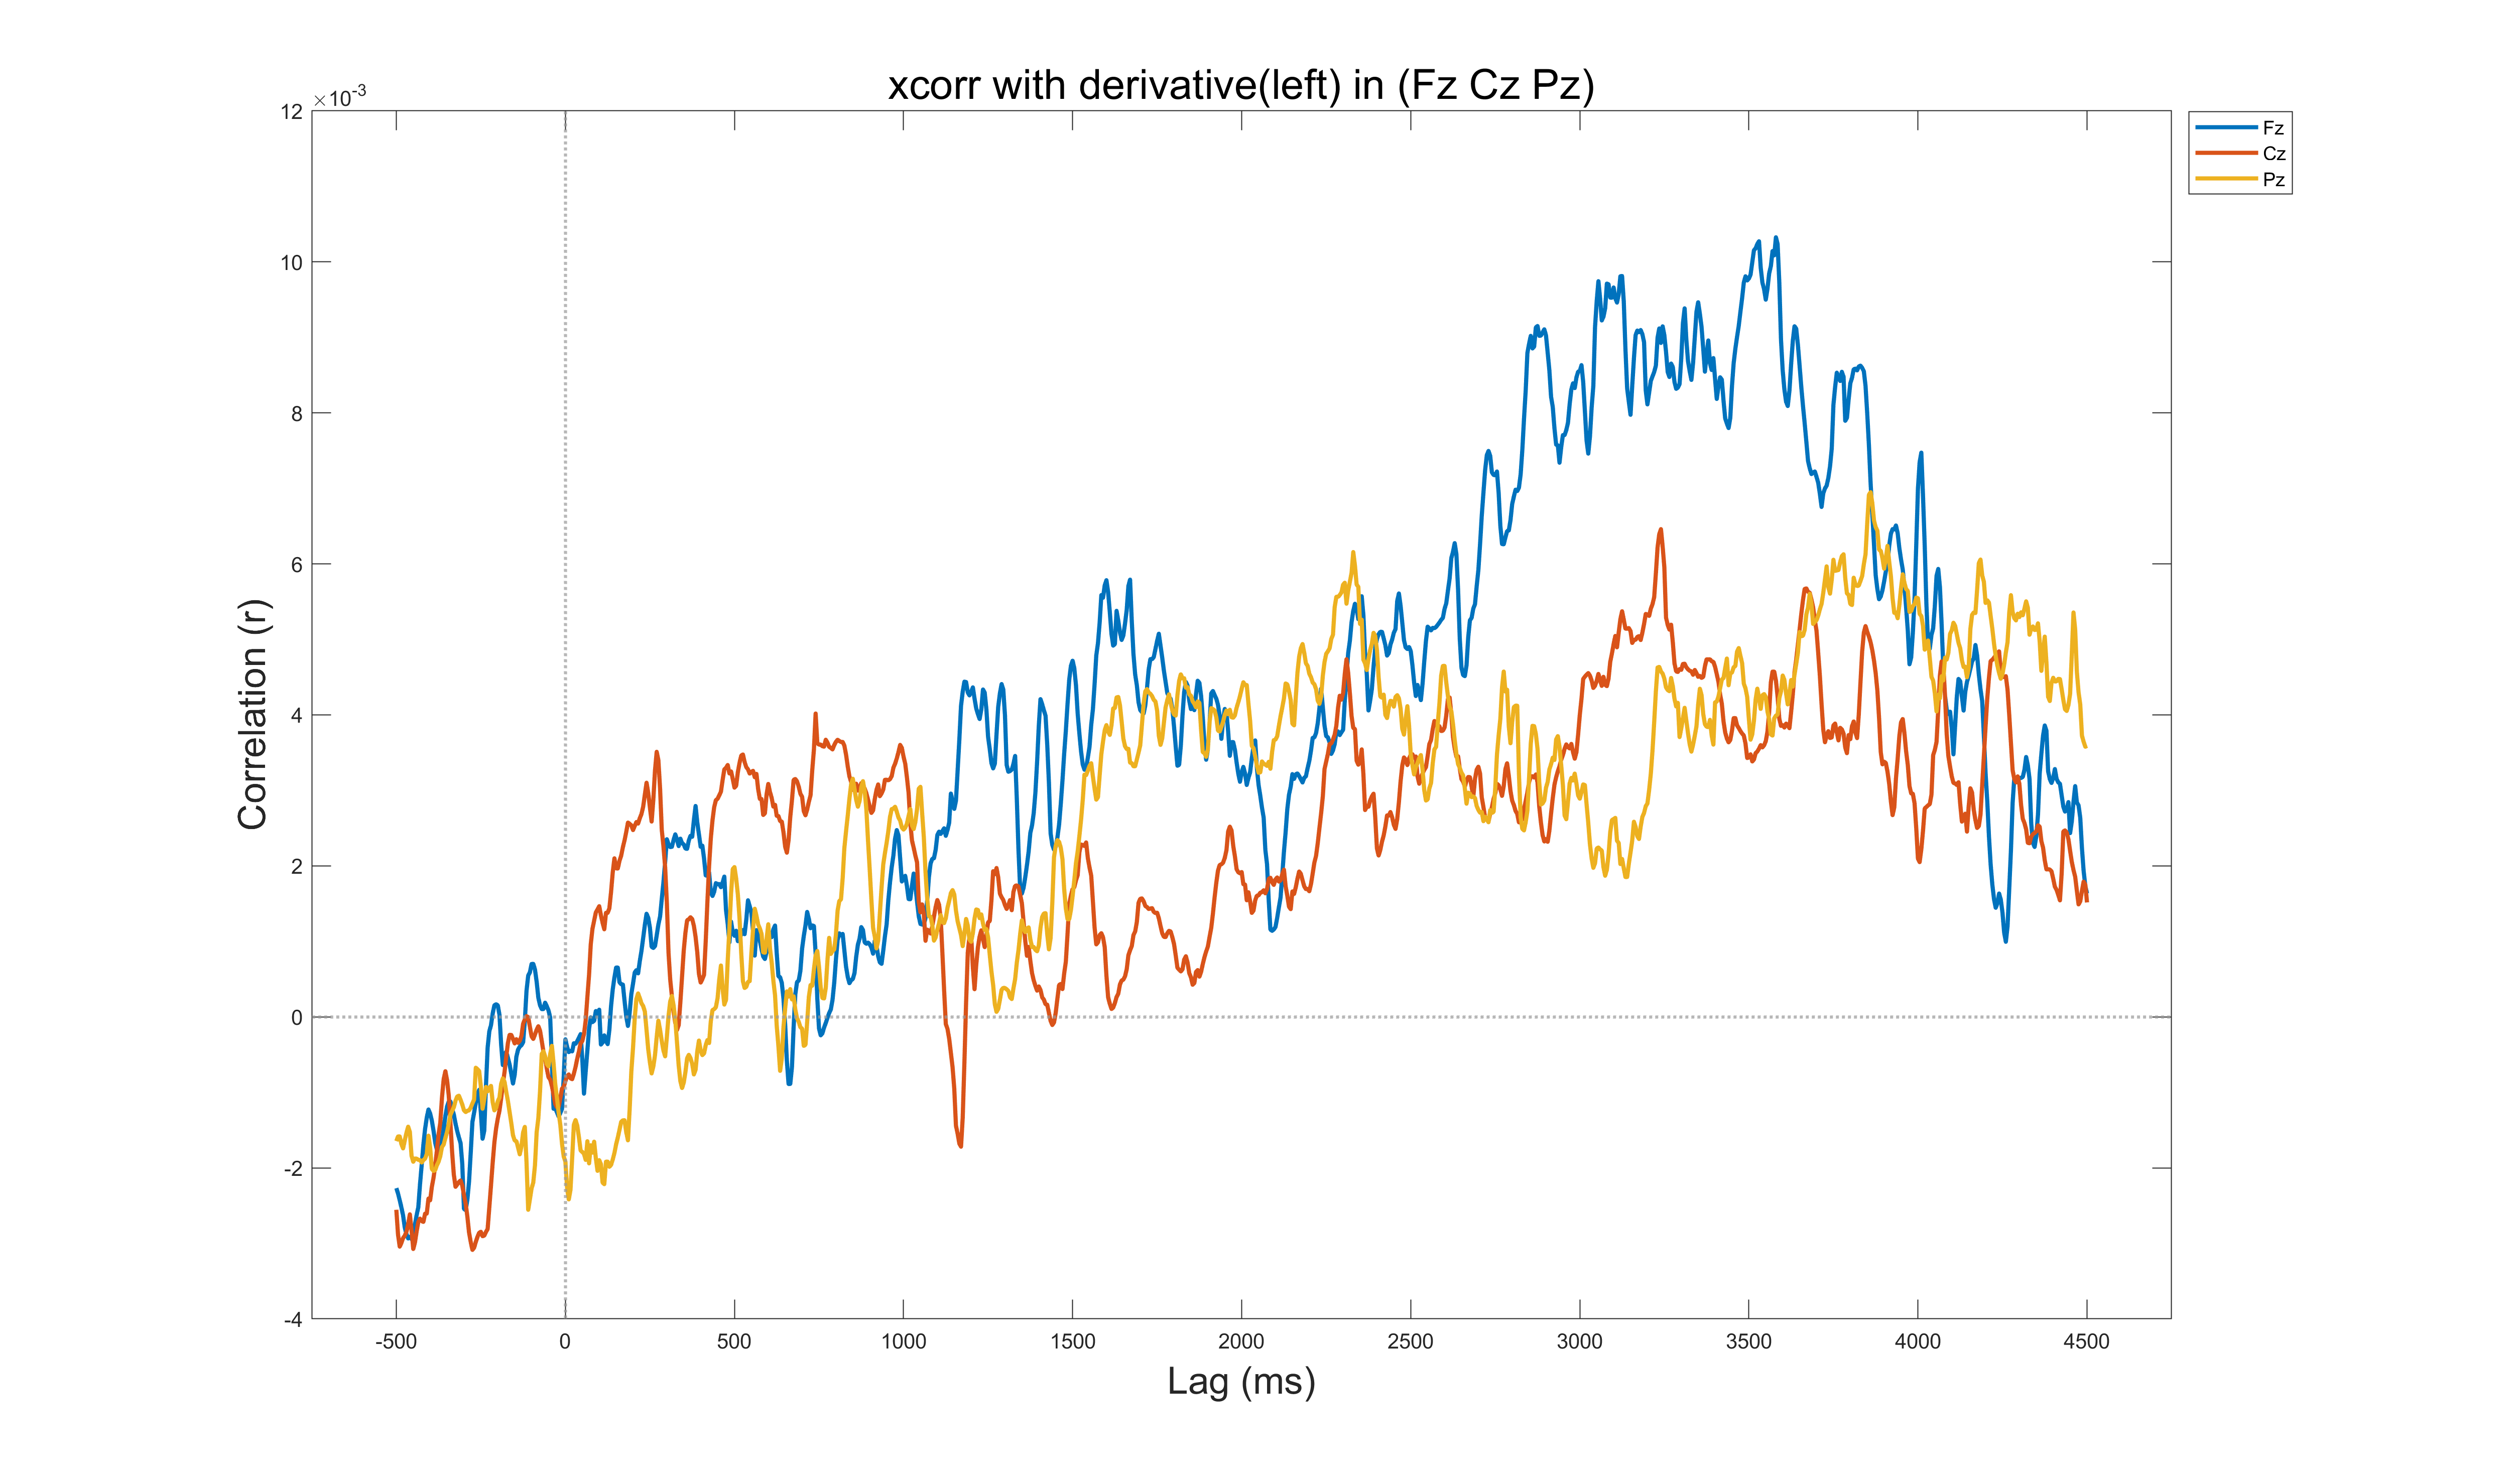 xcorr with derivative(left) in (Fz Cz Pz)
×10-3
12
10
8
6
4
2
0
-2
-4
Correlation (r)
-500 0 500 1000 1500 2000 2500 3000 3500 4000 4500
Lag (ms)
Fz
Cz
Pz